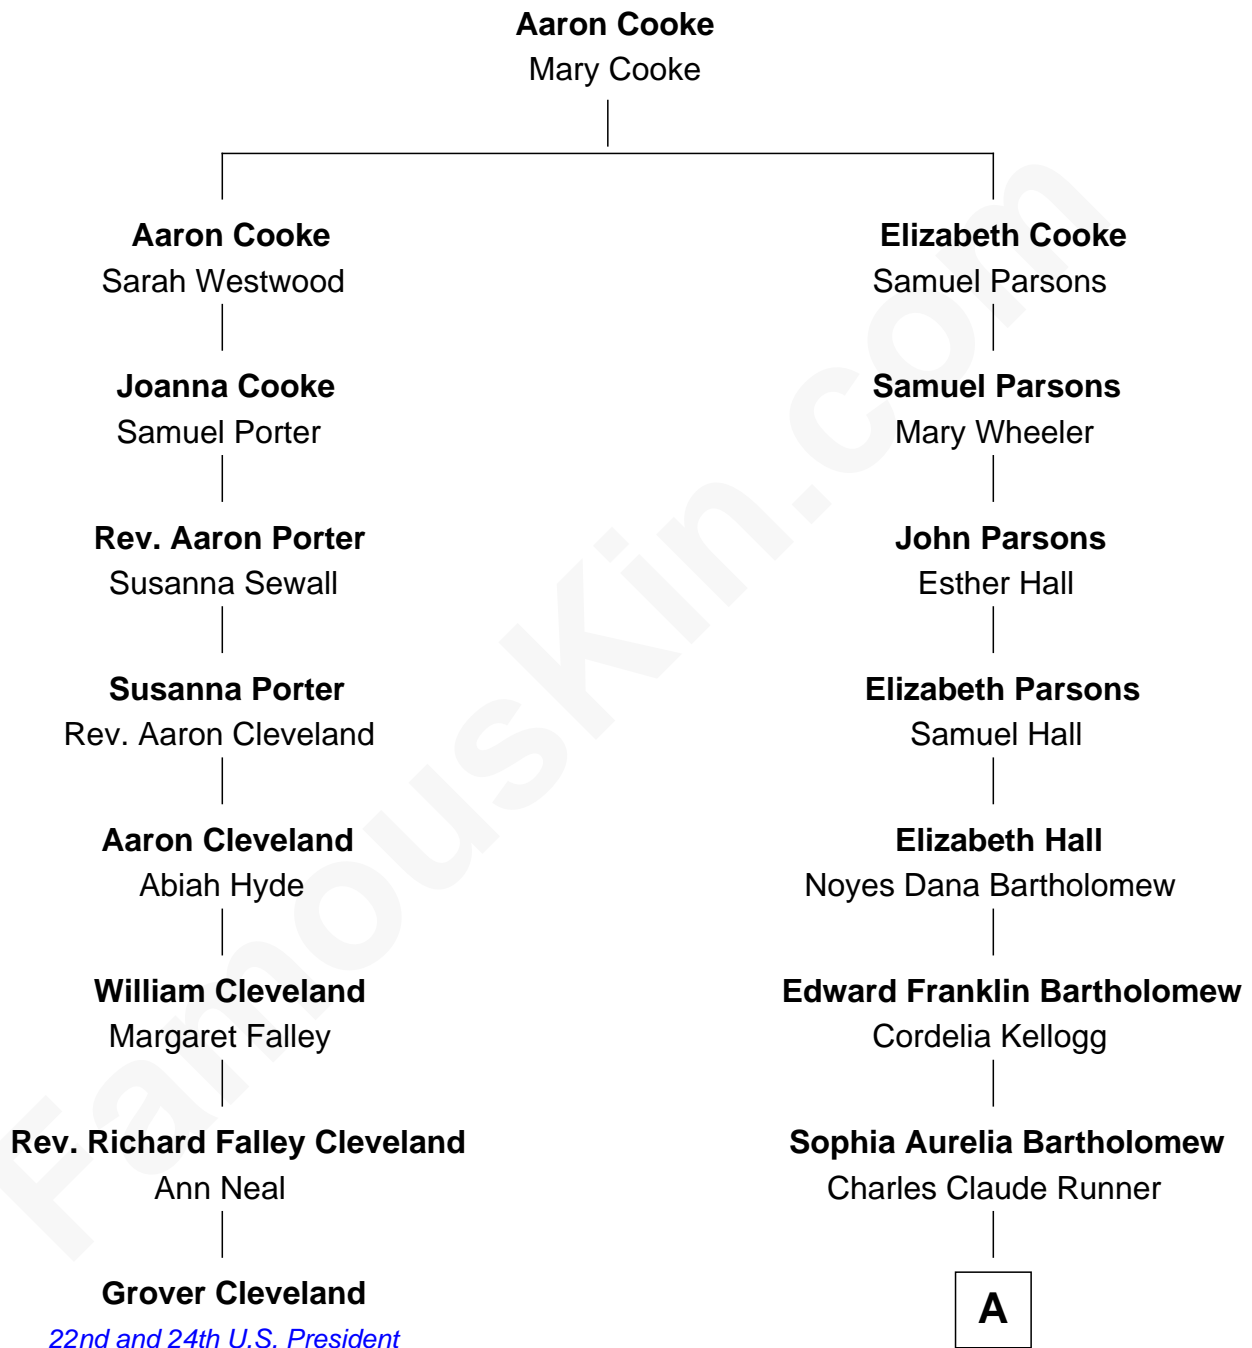 Aaron Cooke
Mary Cooke
Aaron Cooke
Sarah Westwood
Elizabeth Cooke
Samuel Parsons
Joanna Cooke
Samuel Porter
Samuel Parsons
Mary Wheeler
Rev. Aaron Porter
Susanna Sewall
John Parsons
Esther Hall
Susanna Porter
Rev. Aaron Cleveland
Elizabeth Parsons
Samuel Hall
Aaron Cleveland
Abiah Hyde
Elizabeth Hall
Noyes Dana Bartholomew
William Cleveland
Margaret Falley
Edward Franklin Bartholomew
Cordelia Kellogg
Rev. Richard Falley Cleveland
Ann Neal
Sophia Aurelia Bartholomew
Charles Claude Runner
Grover Cleveland
22nd and 24th U.S. President
A
FamousKin.com